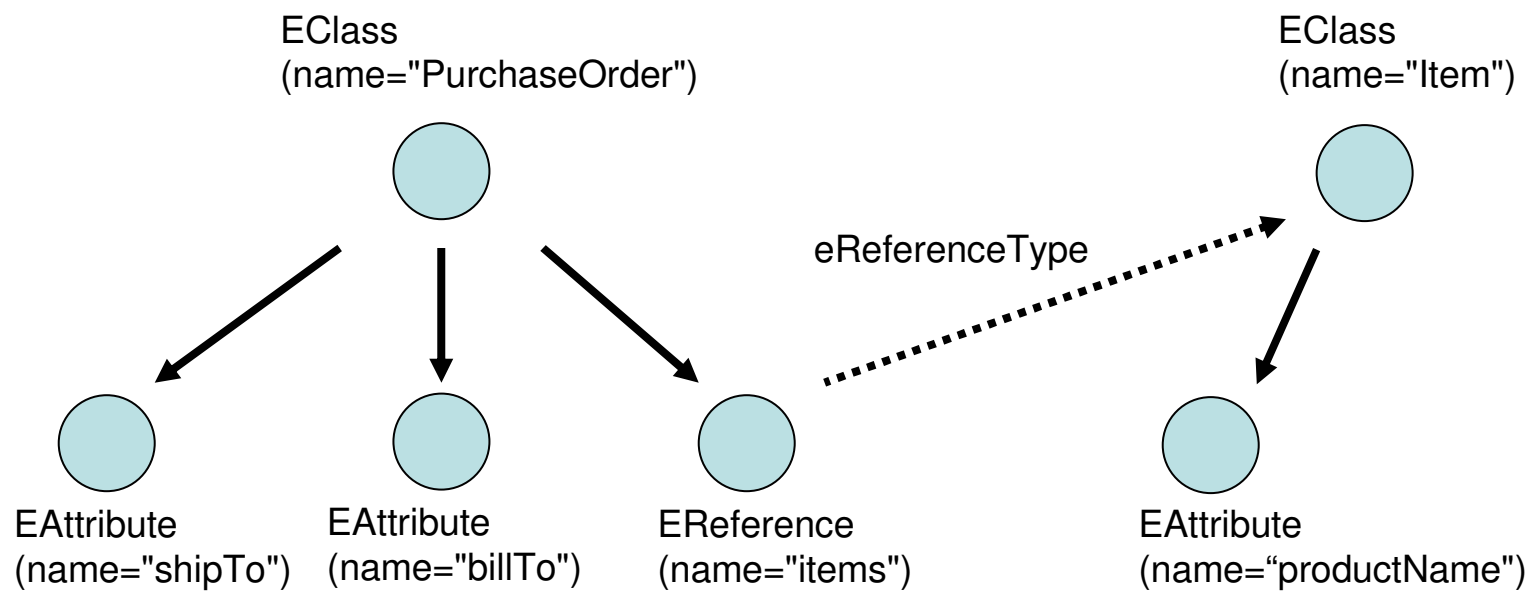 EClass
(name="PurchaseOrder")
EClass
(name="Item")
eReferenceType
EAttribute
(name="shipTo")
EAttribute
(name="billTo")
EReference
(name="items")
EAttribute
(name=“productName")